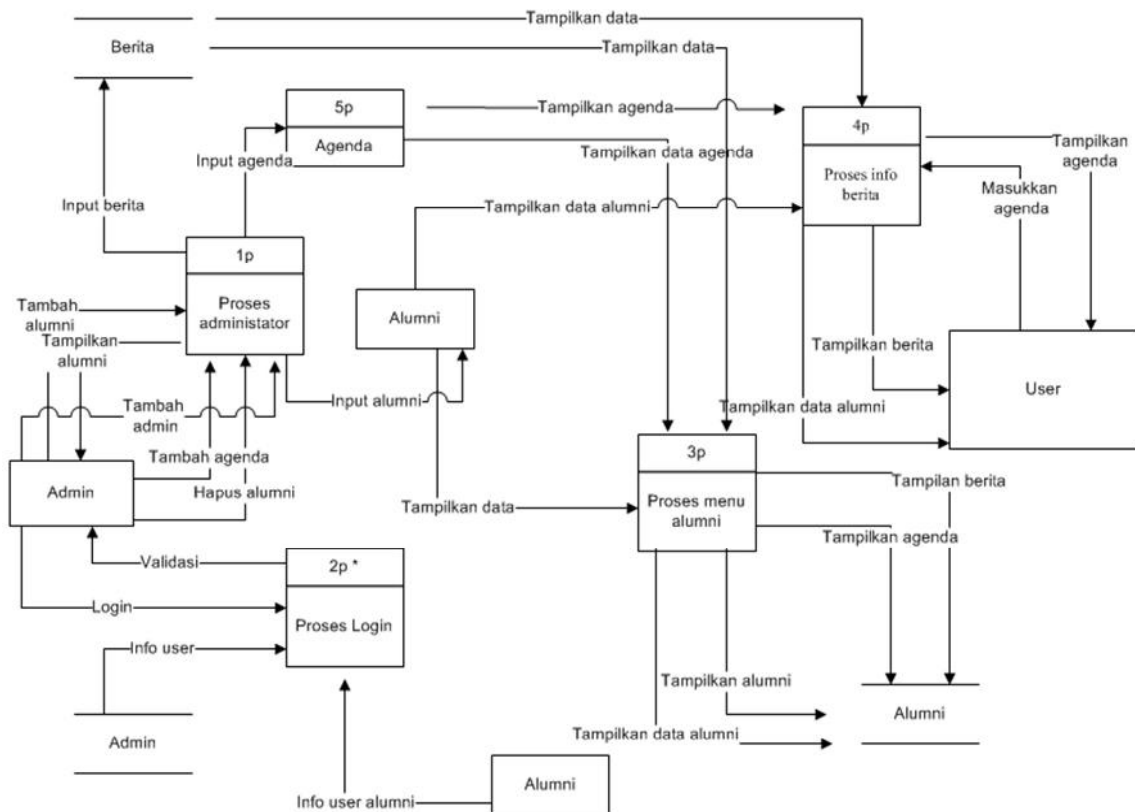 Tampilkan data
Berita
Tampilkan data
5p
Tampilkan agenda
4p
Agenda
Input agenda
Tampilkan data agenda
Tampilkan
agenda
Proses info
berita
Masukkan
agenda
Input berita
Tampilkan data alumni
1p
Proses
administator
Tambah
alumni
Alumni
Tampilkan
alumni
Tampilkan berita
User
Input alumni
Tambah
admin
Tampilkan data alumni
3p
Tambah agenda
Tampilan berita
Admin
Hapus alumni
Tampilkan data
Proses menu
alumni
Tampilkan agenda
Validasi
2p *
Login
Proses Login
Info user
Tampilkan alumni
Alumni
Tampilkan data alumni
Admin
Alumni
Info user alumni